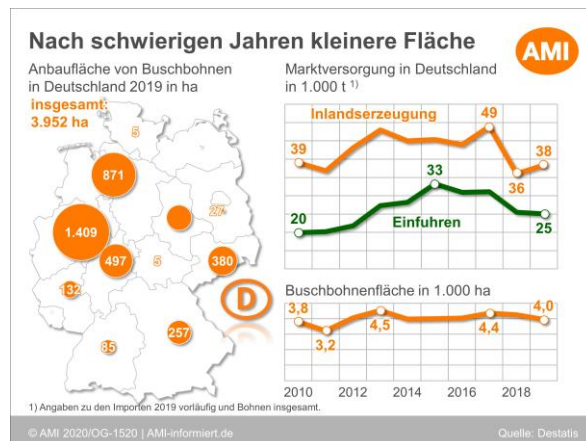 Nach schwierigen Jahren kleinere Fläche
AMI
Anbaufläche von Buschbohnen
in Deutschland 2019 in ha
insgesamt:
3.952 ha
5
871
27
1.409
497
5
380
132
257
85
D
Marktversorgung in Deutschland
in 1.000 t ¹⁾
Inlandserzeugung
39
49
36
38
33
20
Einfuhren
25
Buschbohnenfläche in 1.000 ha
3,8
3,2
4,5
4,4
4,0
2010
2012
2014
2016
2018
1) Angaben zu den Importen 2019 vorläufig und Bohnen insgesamt.
© AMI 2020/OG-1520 | AMI-informiert.de
Quelle: Destatis